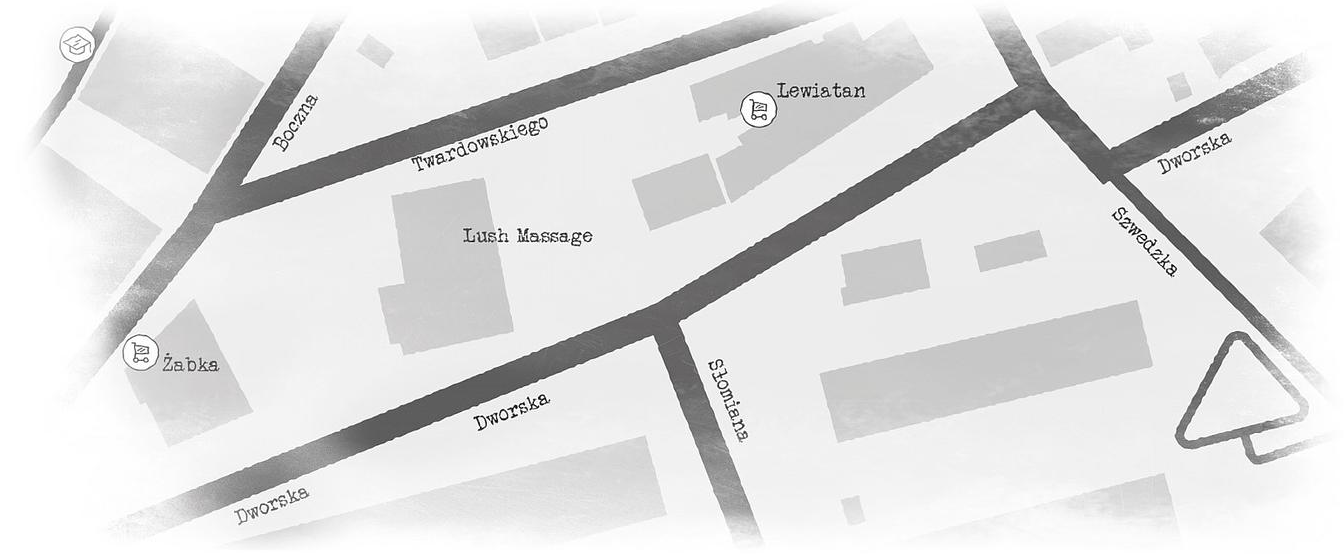 Lewiatan
Boczna
Twardowskiego
Dworska
Lush Massage
Szwedzka
Żabka
Słomiana
Dworska
Dworska